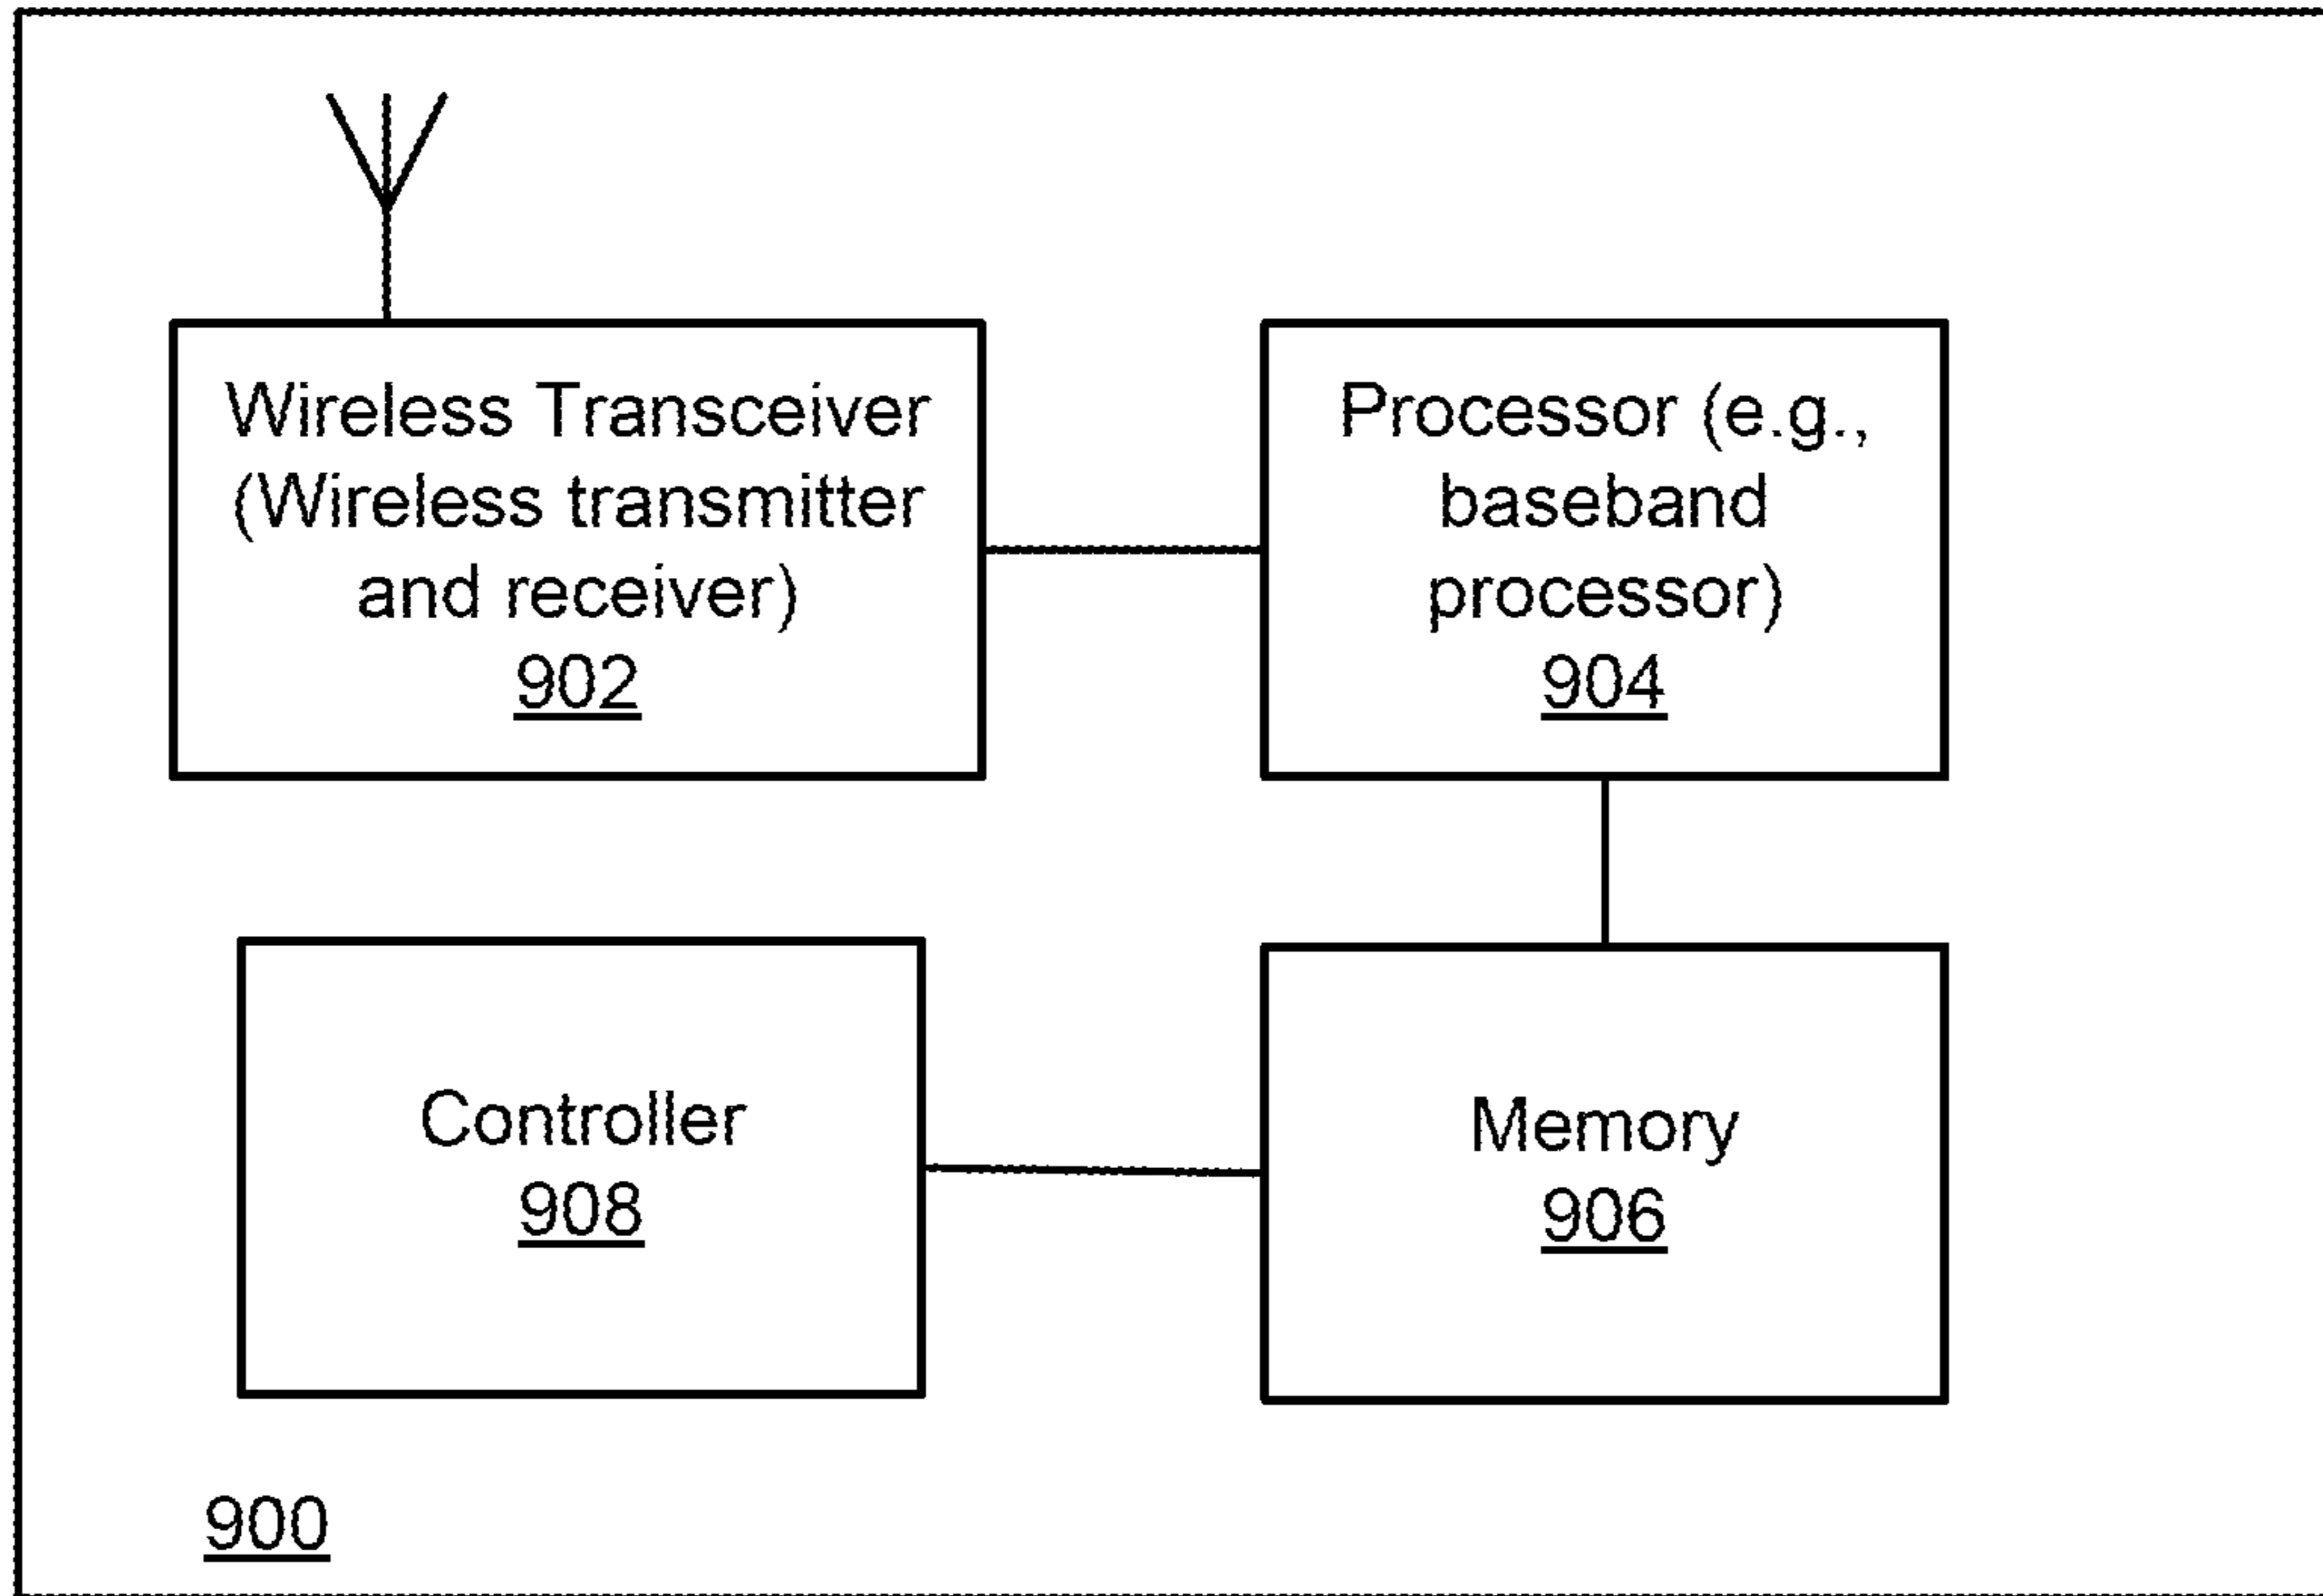 Wireless Transceiver
(Wireless transmitter
and receiver)
902
Processor (e.g.,
baseband
processor)
904
Controller
908
Memory
906
900